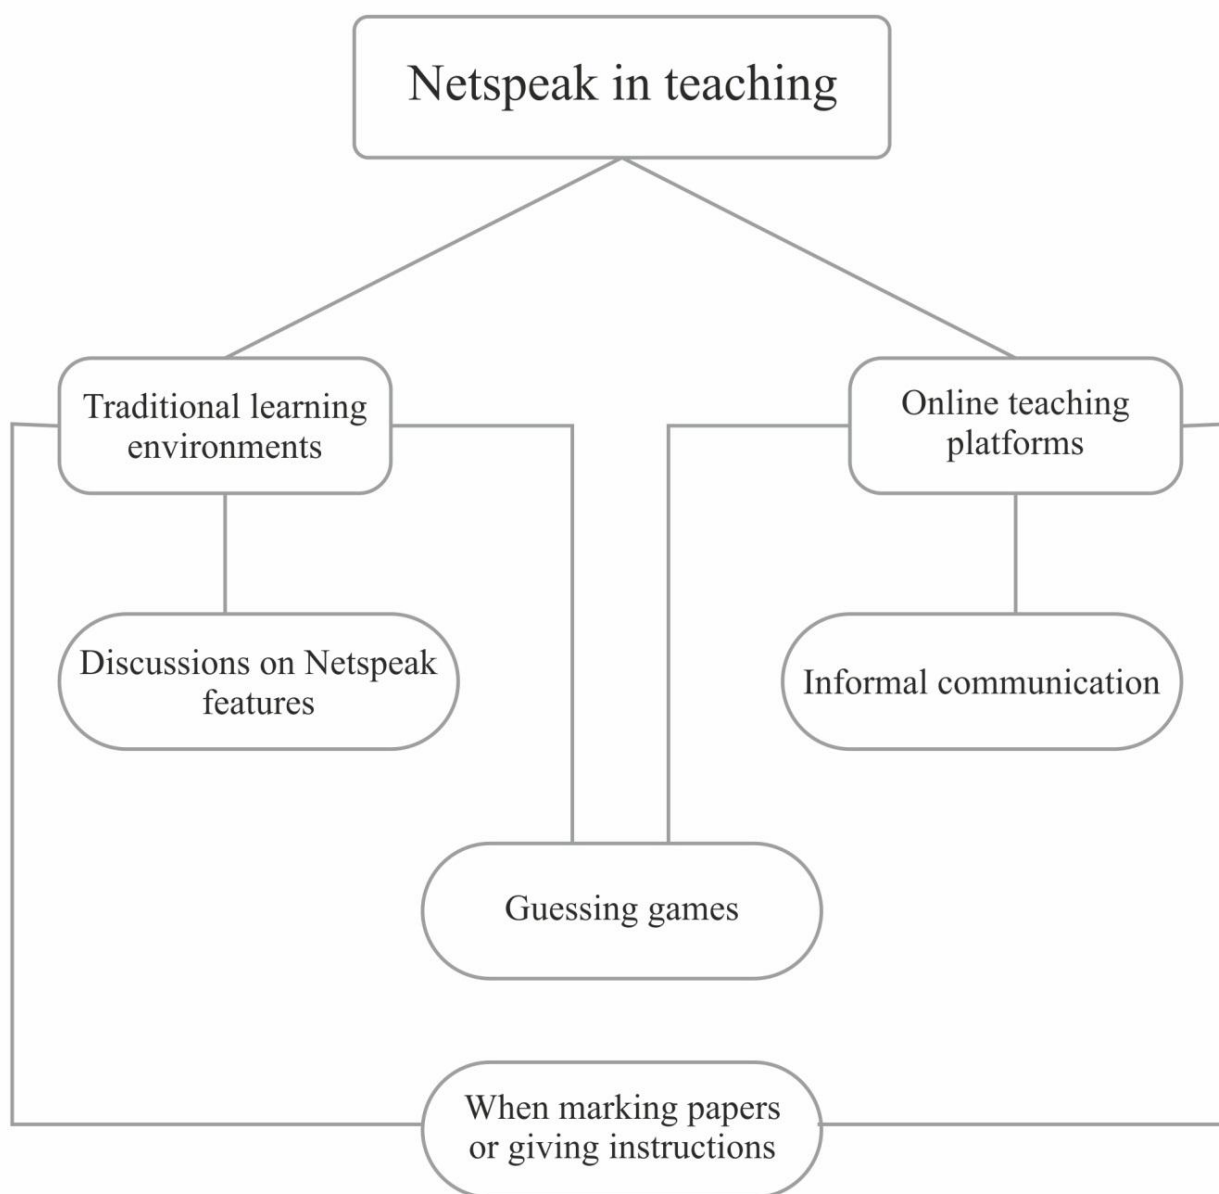 Netspeak in teaching
Traditional learning
environments
Online teaching
platforms
Discussions on Netspeak
features
Informal communication
Guessing games
When marking papers
or giving instructions